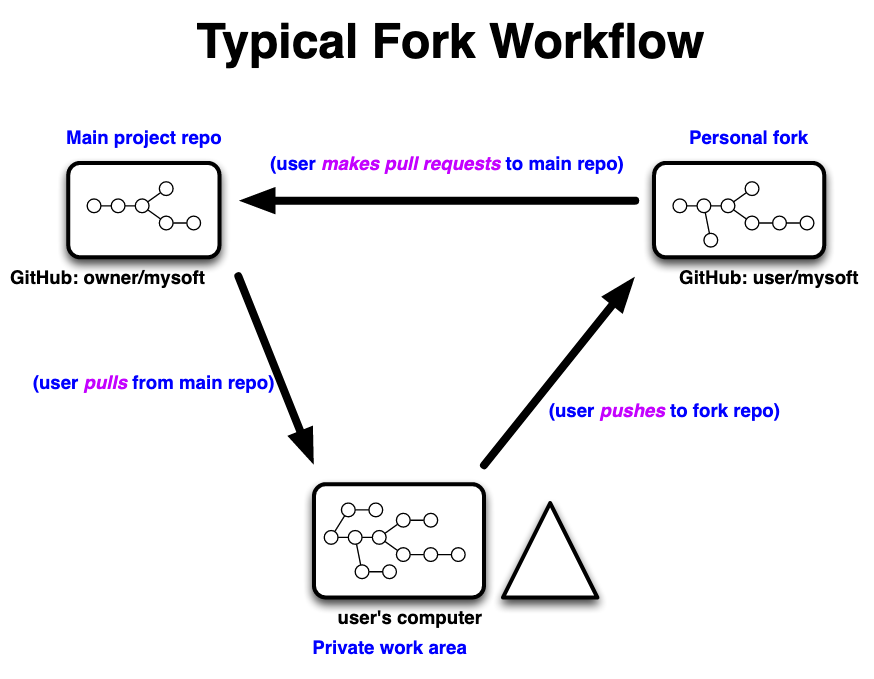 Typical Fork Workflow
Main project repo
Personal fork
(user makes pull requests to main repo)
GitHub: owner/mysoft
GitHub: user/mysoft
(user pulls from main repo)
(user pushes to fork repo)
user's computer
Private work area